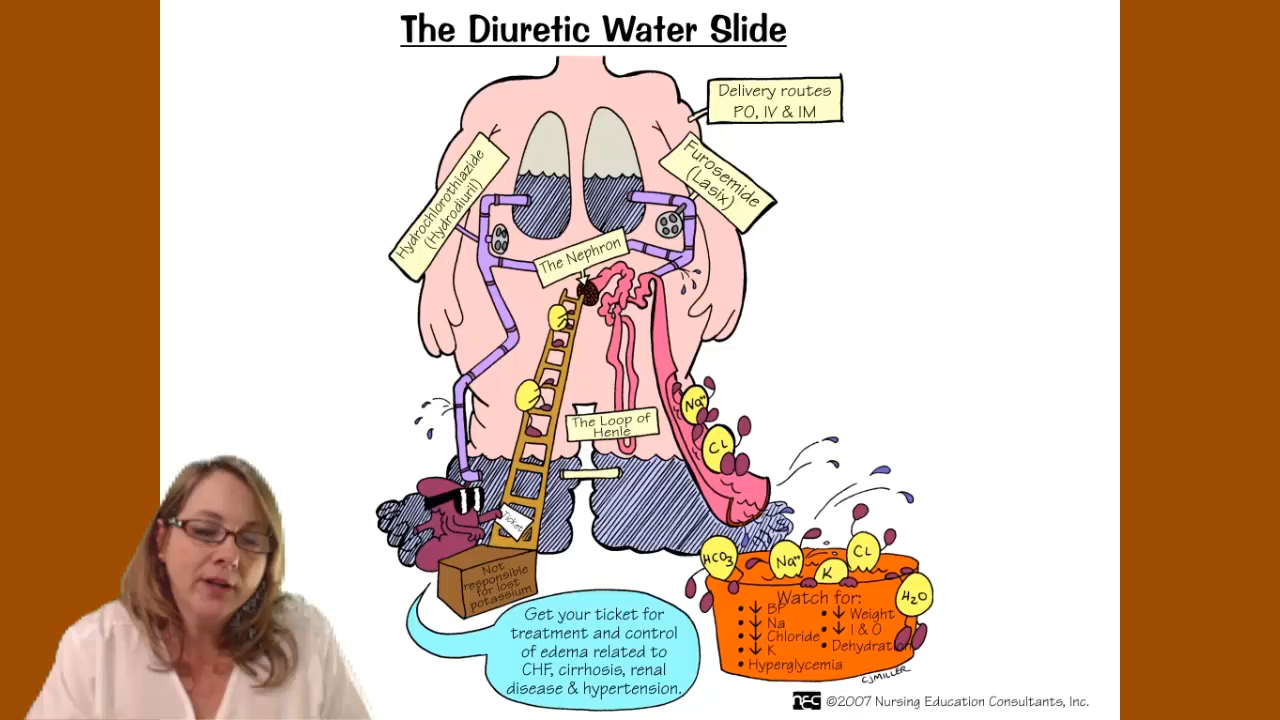 The Diuretic Water Slide
Delivery routes
PO, IV & IM
Hydrochlorothiazide
(Hydrodiuril)
Furosemide
(Lasix)
The Nephron
The Loop of
Henle
Na++
CL
Ticket
Not
responsible
for lost
potassium
Get your ticket for
treatment and control
of edema related to
CHF, cirrhosis, renal
disease & hypertension.
HCO3
Na++
K
CL
H2O
Watch for:
• ↓ BP
• ↓ Na
• ↓ Chloride
• ↓ K
• Hyperglycemia
• ↓ Weight
• ↓ I & O
• Dehydration
CJMILLER
NEC ©2007 Nursing Education Consultants, Inc.